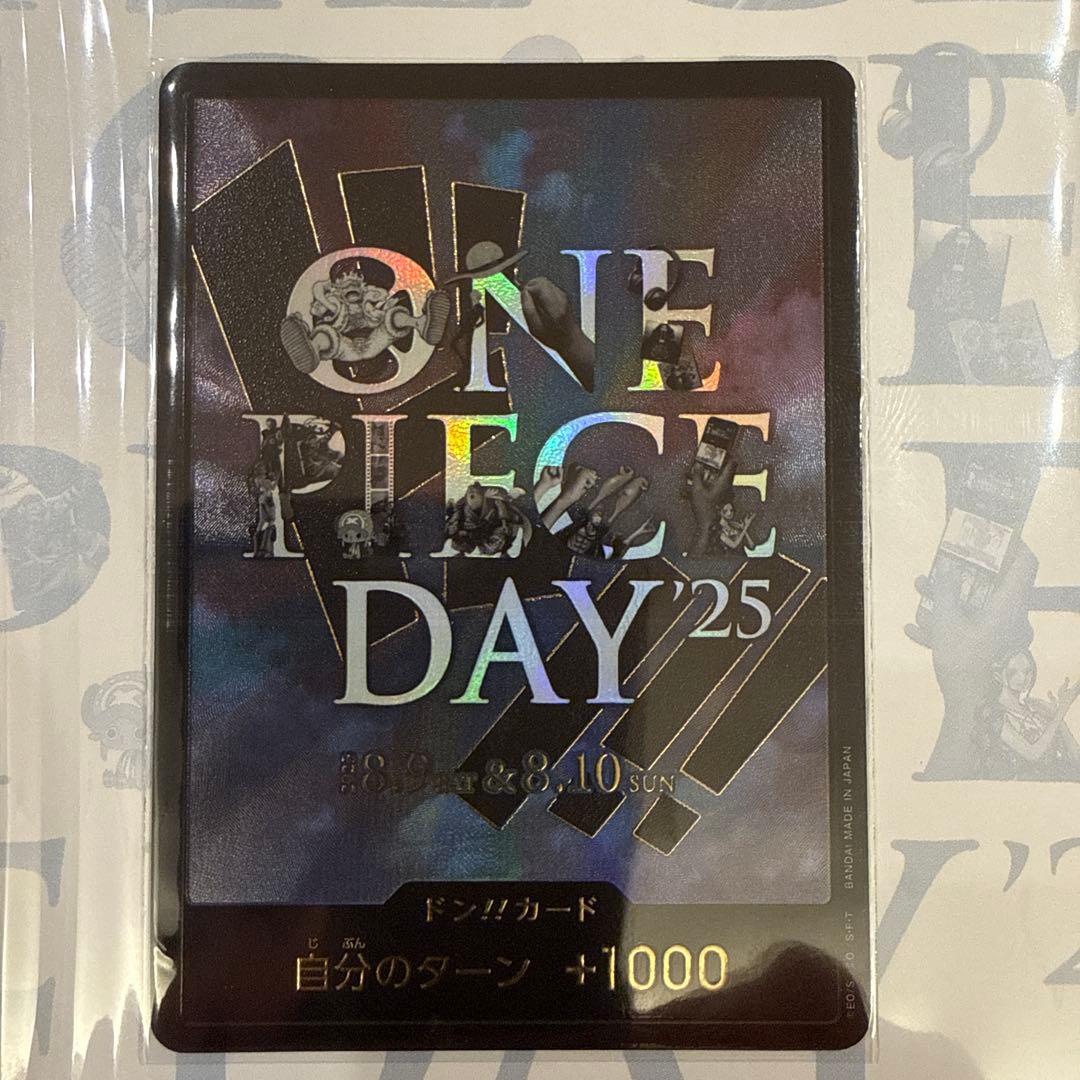 ONE
PIECE
DAY'25
2025 8.9 SAT & 8.10 SUN
ドン!!カード
じ ぶん
自分のターン +1000
BANDAI MADE IN JAPAN